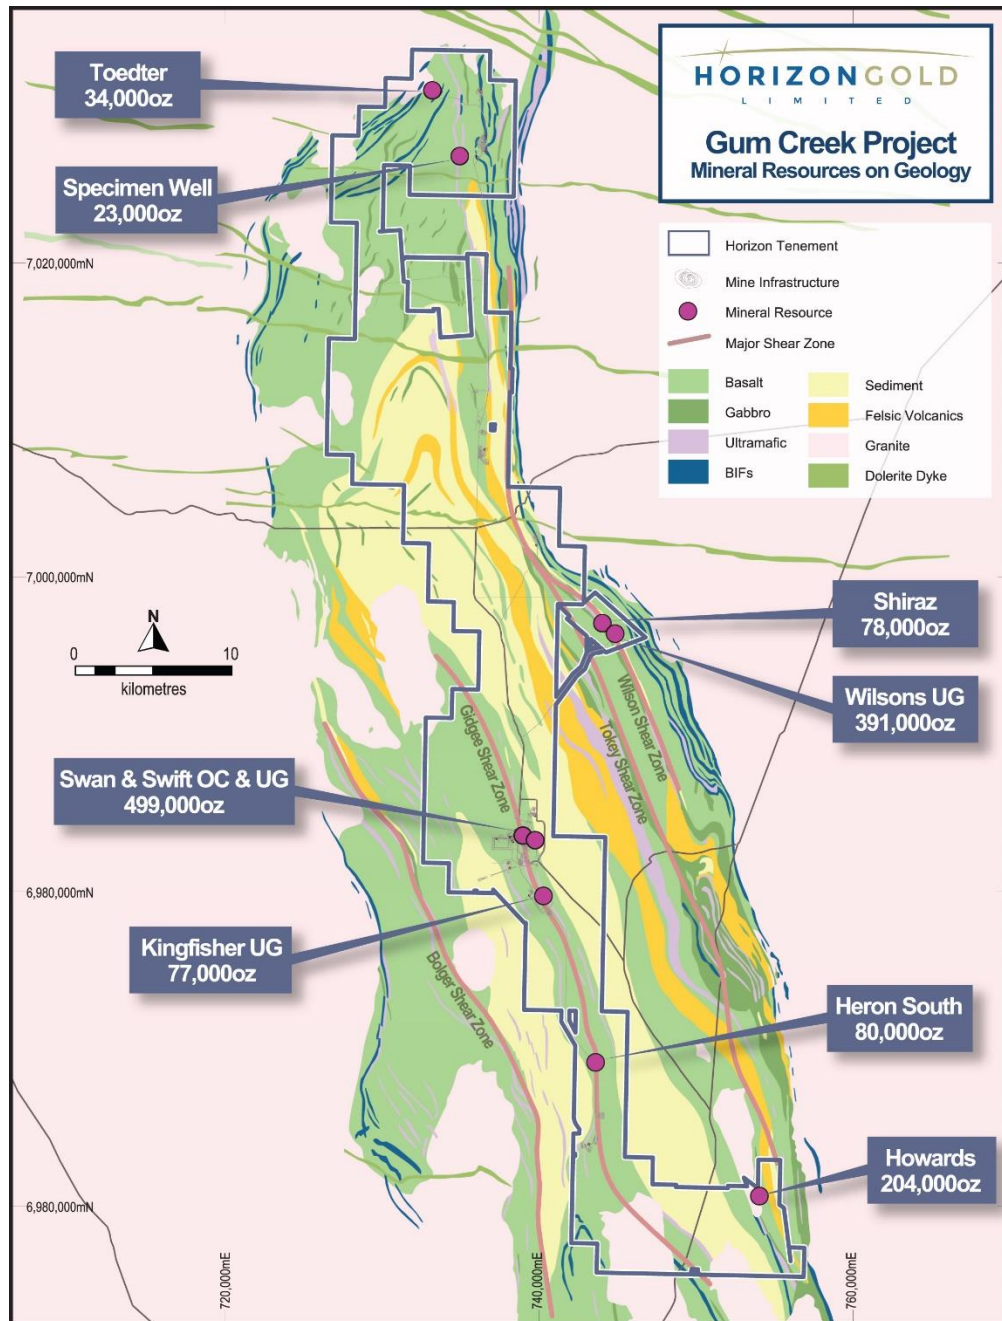 Toedter
34,000oz
HORIZONGOLD
LIMITED
Gum Creek Project
Mineral Resources on Geology
Specimen Well
23,000oz
Horizon Tenement
Mine Infrastructure
Mineral Resource
Major Shear Zone
Basalt
Gabbro
Ultramafic
BIFs
Sediment
Felsic Volcanics
Granite
Dolerite Dyke
7,020,000mN
7,000,000mN
N
0
10
kilometres
Shiraz
78,000oz
Wilsons UG
391,000oz
Wilson Shear Zone
Tokey Shear Zone
Gidgee Shear Zone
Swan & Swift OC & UG
499,000oz
6,980,000mN
Kingfisher UG
77,000oz
Bolger Shear Zone
Heron South
80,000oz
Howards
204,000oz
6,980,000mN
720,000mE
740,000mE
760,000mE